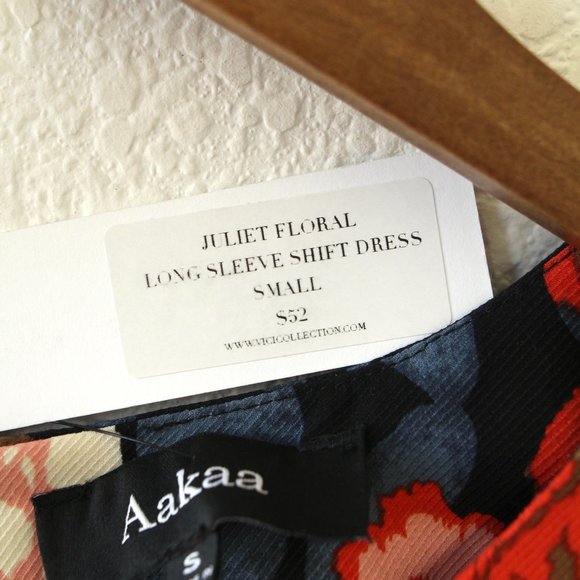 JULIET FLORAL
LONG SLEEVE SHIFT DRESS
SMALL
$52
WWW.VICICOLLECTION.COM
Aakaa
S